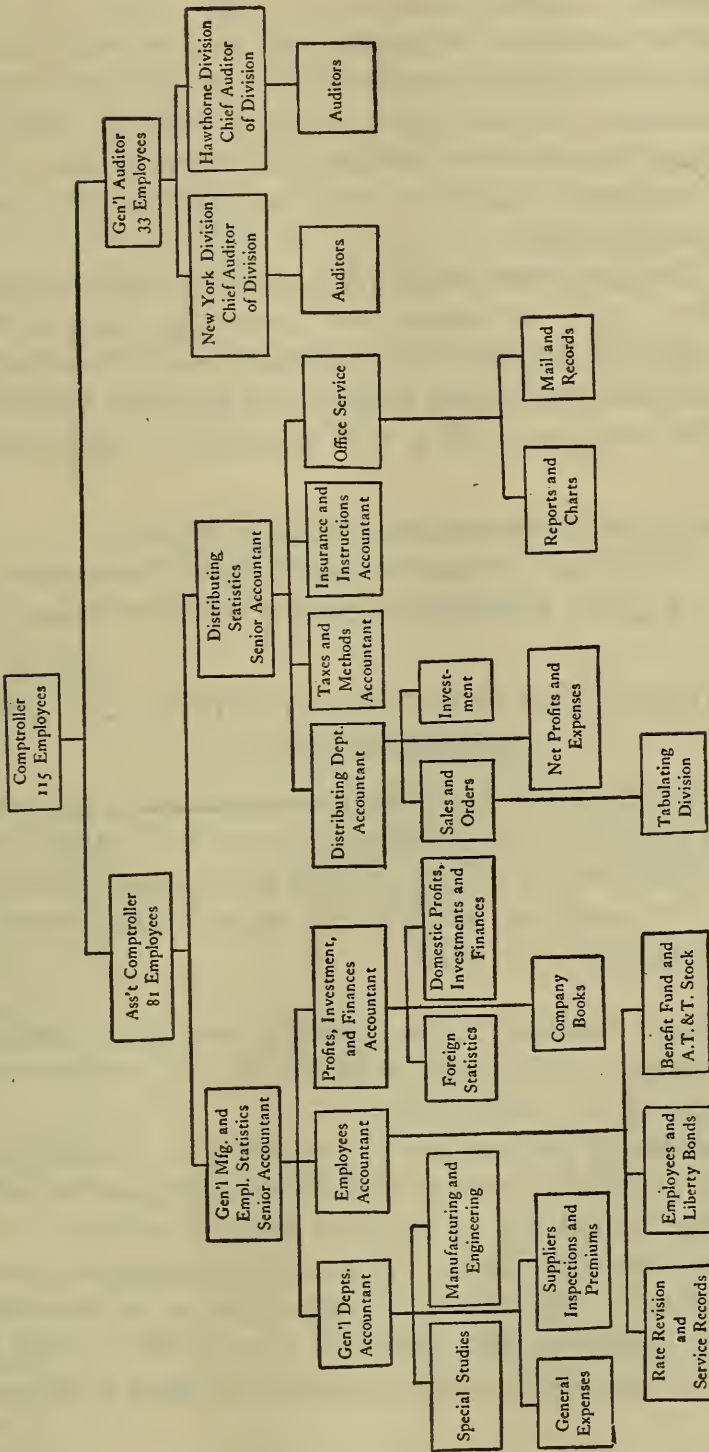 Comptroller
115 Employees
Ass't Comptroller
81 Employees
Gen'l Auditor
33 Employees
Gen'l Mfg. and
Empl. Statistics
Senior Accountant
Distributing
Statistics
Senior Accountant
New York Division
Chief Auditor
of Division
Hawthorne Division
Chief Auditor
of Division
Gen'l Depts.
Accountant
Employees
Accountant
Profits, Investment,
and Finances
Accountant
Distributing Dept.
Accountant
Taxes and
Methods
Accountant
Insurance and
Instructions
Accountant
Office Service
Auditors
Auditors
Special Studies
Manufacturing and
Engineering
Foreign
Statistics
Domestic Profits,
Investments and
Finances
Sales and
Orders
Invest-
ment
General
Expenses
Suppliers
Inspections and
Premiums
Company
Books
Net Profits and
Expenses
Reports and
Charts
Mail and
Records
Rate Revision
and
Service Records
Employees and
Liberty Bonds
Benefit Fund and
A.T.&T. Stock
Tabulating
Division